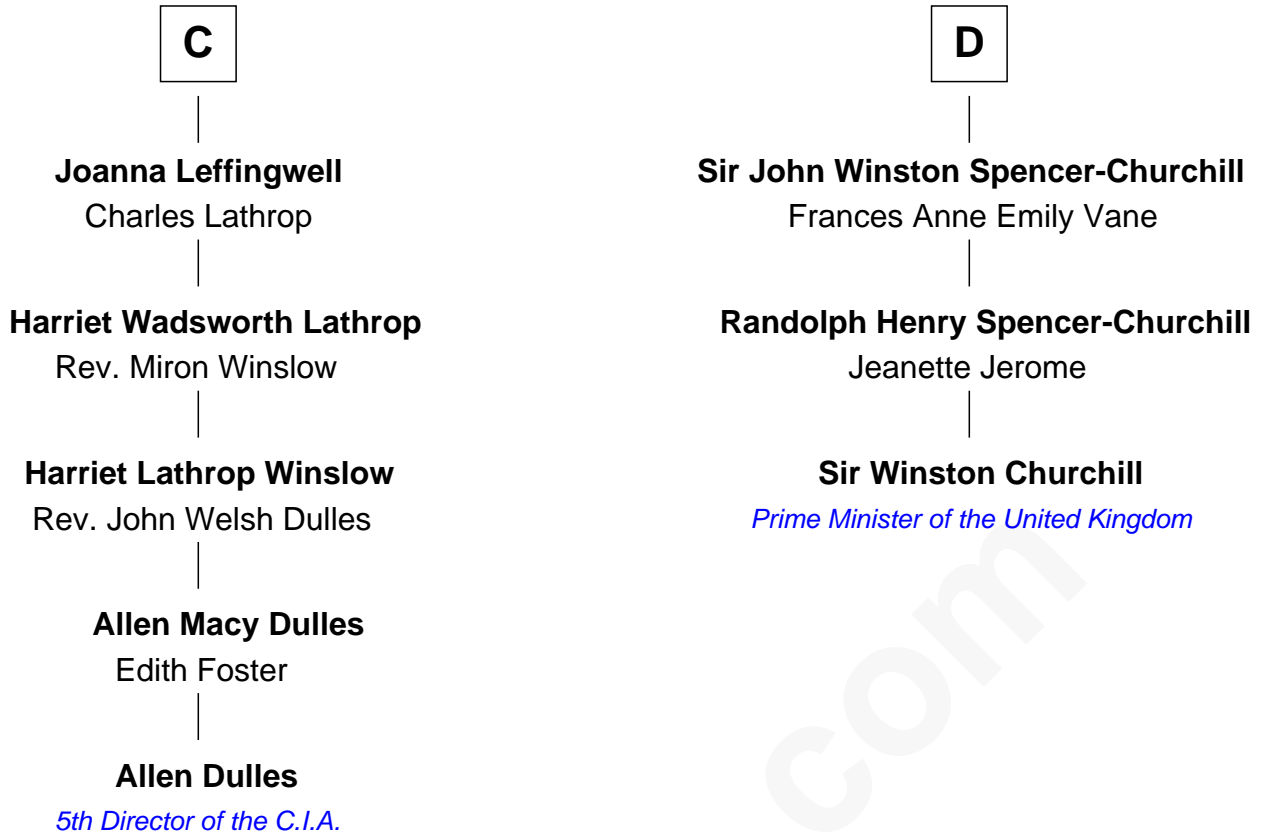 C
Joanna Leffingwell
Charles Lathrop
Harriet Wadsworth Lathrop
Rev. Miron Winslow
Harriet Lathrop Winslow
Rev. John Welsh Dulles
Allen Macy Dulles
Edith Foster
Allen Dulles
5th Director of the C.I.A.
D
Sir John Winston Spencer-Churchill
Frances Anne Emily Vane
Randolph Henry Spencer-Churchill
Jeanette Jerome
Sir Winston Churchill
Prime Minister of the United Kingdom
com